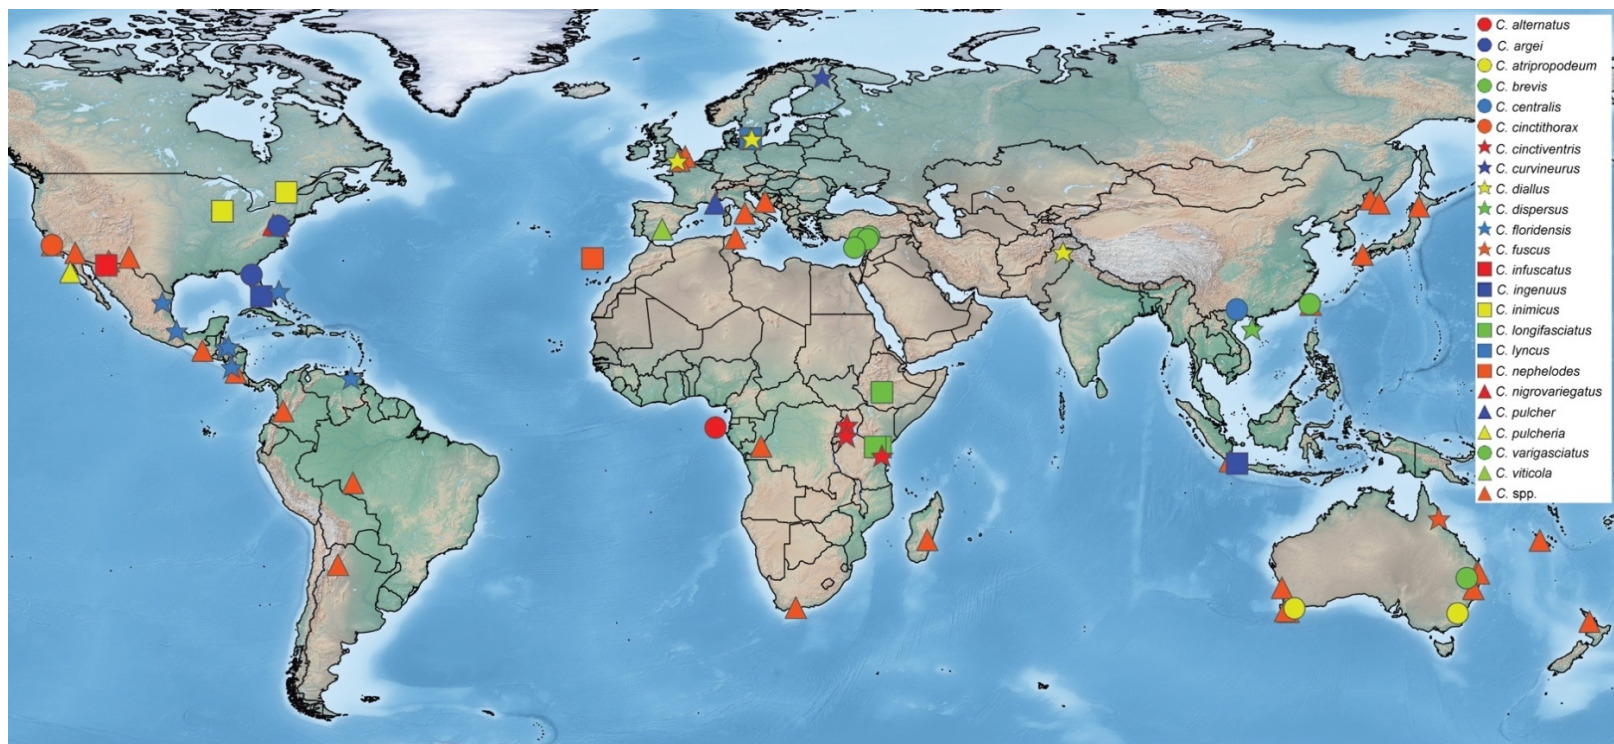 C. alternatus
C. argei
C. atripropodeum
C. brevis
C. centralis
C. cinctithorax
C. cinctiventris
C. curvineurus
C. diallus
C. dispersus
C. floridensis
C. fuscus
C. infuscatus
C. ingenuus
C. inimicus
C. longifasciatus
C. lyncus
C. nephelodes
C. nigrovariegatus
C. pulcher
C. pulcheria
C. varigasciatus
C. viticola
C. spp.